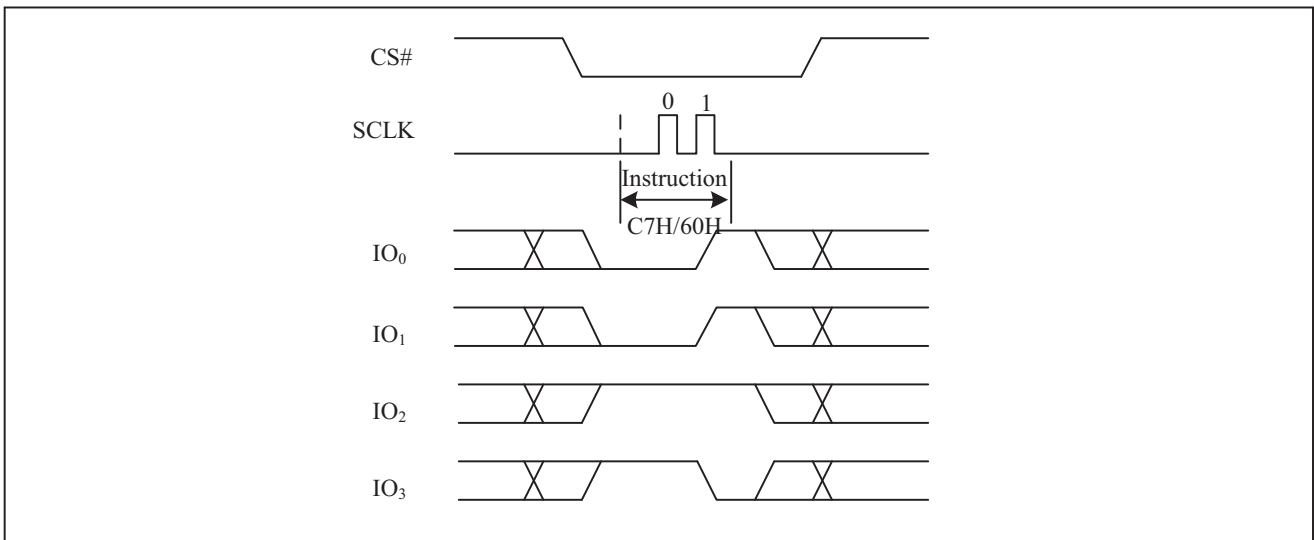 CS#
0 1
SCLK
Instruction
C7H/60H
IO₀
IO₁
IO₂
IO₃